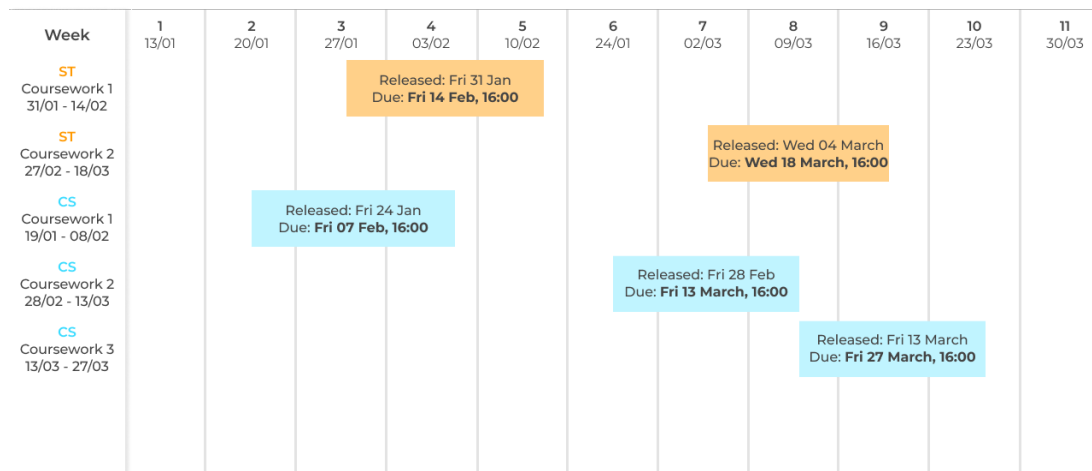 Week
1
13/01
2
20/01
3
27/01
4
03/02
5
10/02
6
24/01
7
02/03
8
09/03
9
16/03
10
23/03
11
30/03
ST
Coursework 1
31/01 - 14/02
Released: Fri 31 Jan
Due: Fri 14 Feb, 16:00
ST
Coursework 2
27/02 - 18/03
Released: Wed 04 March
Due: Wed 18 March, 16:00
CS
Coursework 1
19/01 - 08/02
Released: Fri 24 Jan
Due: Fri 07 Feb, 16:00
CS
Coursework 2
28/02 - 13/03
Released: Fri 28 Feb
Due: Fri 13 March, 16:00
CS
Coursework 3
13/03 - 27/03
Released: Fri 13 March
Due: Fri 27 March, 16:00